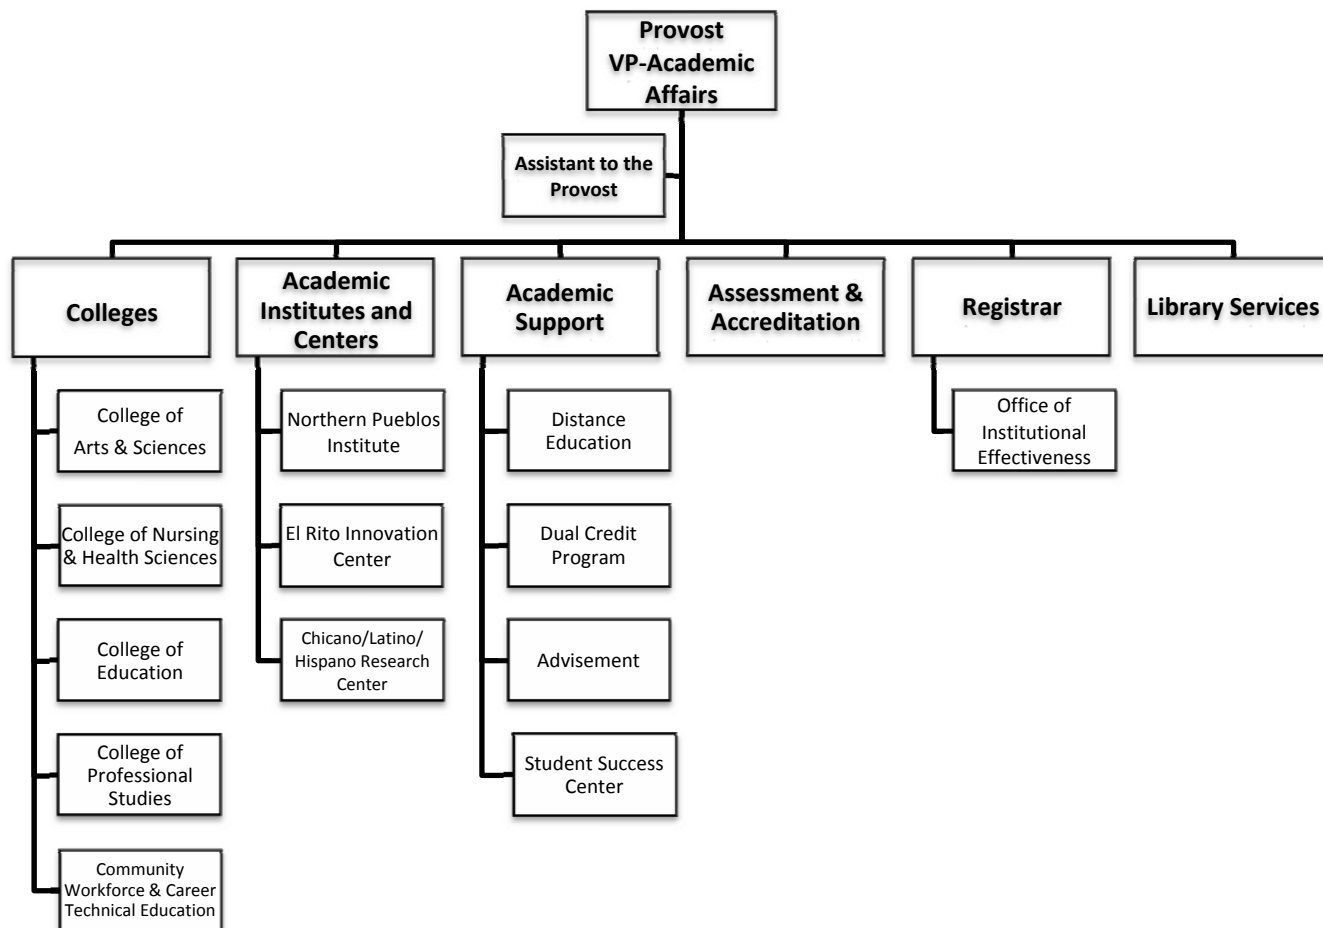 Provost
VP-Academic
Affairs
Assistant to the
Provost
Colleges
Academic
Institutes and
Centers
Academic
Support
Assessment &
Accreditation
Registrar
Library Services
College of
Arts & Sciences
College of Nursing
& Health Sciences
College of
Education
College of
Professional
Studies
Community
Workforce & Career
Technical Education
Northern Pueblos
Institute
El Rito Innovation
Center
Chicano/Latino/
Hispano Research
Center
Distance
Education
Dual Credit
Program
Advisement
Student Success
Center
Office of
Institutional
Effectiveness